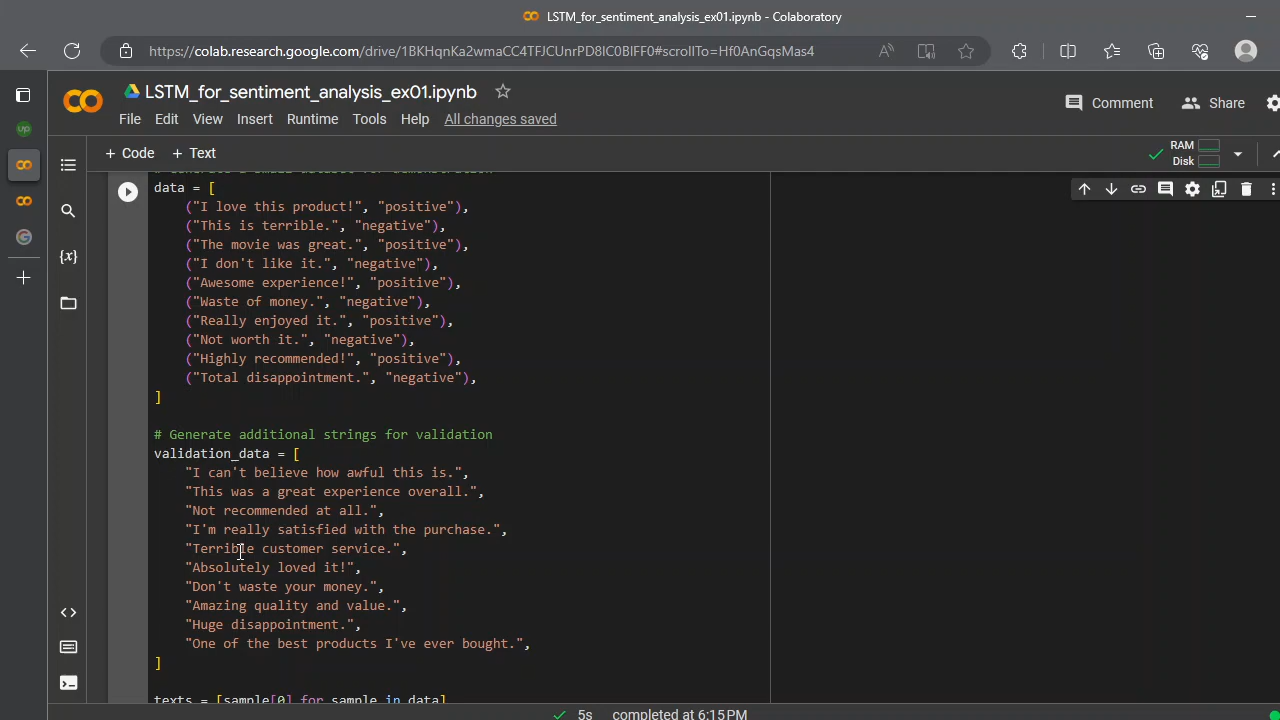 LSTM_for_sentiment_analysis_ex01.ipynb - Colaboratory
https://colab.research.google.com/drive/1BKHqnKa2wmaCC4TFJCUnrPD8IC0BIFF0#scrollTo=Hf0AnGqsMas4
LSTM_for_sentiment_analysis_ex01.ipynb
Comment
Share
File Edit View Insert Runtime Tools Help All changes saved
+ Code + Text
RAM
Disk
data = [
("I love this product!", "positive"),
("This is terrible.", "negative"),
("The movie was great.", "positive"),
("I don't like it.", "negative"),
("Awesome experience!", "positive"),
("Waste of money.", "negative"),
("Really enjoyed it.", "positive"),
("Not worth it.", "negative"),
("Highly recommended!", "positive"),
("Total disappointment.", "negative"),
]
# Generate additional strings for validation
validation_data = [
"I can't believe how awful this is.",
"This was a great experience overall.",
"Not recommended at all.",
"I'm really satisfied with the purchase.",
"Terrible customer service.",
"Absolutely loved it!",
"Don't waste your money.",
"Amazing quality and value.",
"Huge disappointment.",
"One of the best products I've ever bought.",
]
texts = [sample[0] for sample in data]
5s completed at 6:15PM